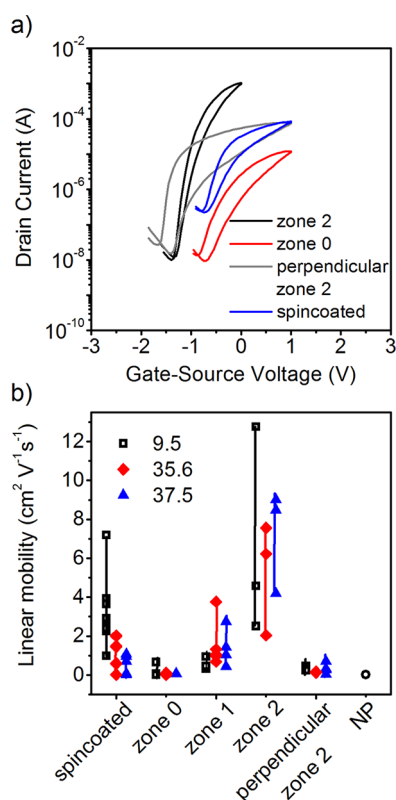 a)
10⁻²
10⁻⁴
10⁻⁶
10⁻⁸
10⁻¹⁰
Drain Current (A)
zone 2
zone 0
perpendicular
zone 2
spincoated
-3 -2 -1 0 1 2 3
Gate-Source Voltage (V)
b)
12
10
8
6
4
2
0
Linear mobility (cm² V⁻¹s⁻¹)
9.5
35.6
37.5
spincoated
zone 0
zone 1
zone 2
perpendicular
zone 2
NP